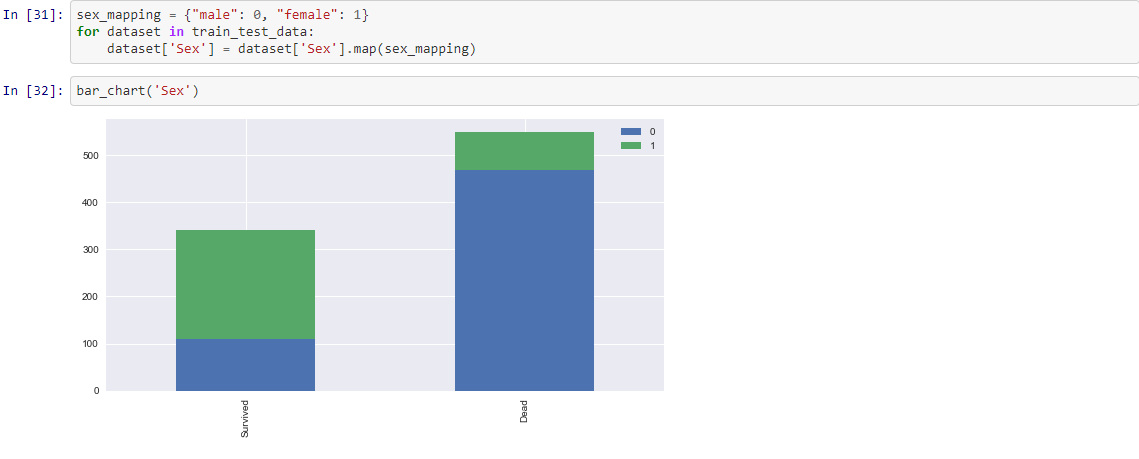 In [31]: sex_mapping = {"male": 0, "female": 1}
for dataset in train_test_data:
    dataset['Sex'] = dataset['Sex'].map(sex_mapping)
In [32]: bar_chart('Sex')
0
1
500
400
300
200
100
0
Survived
Dead